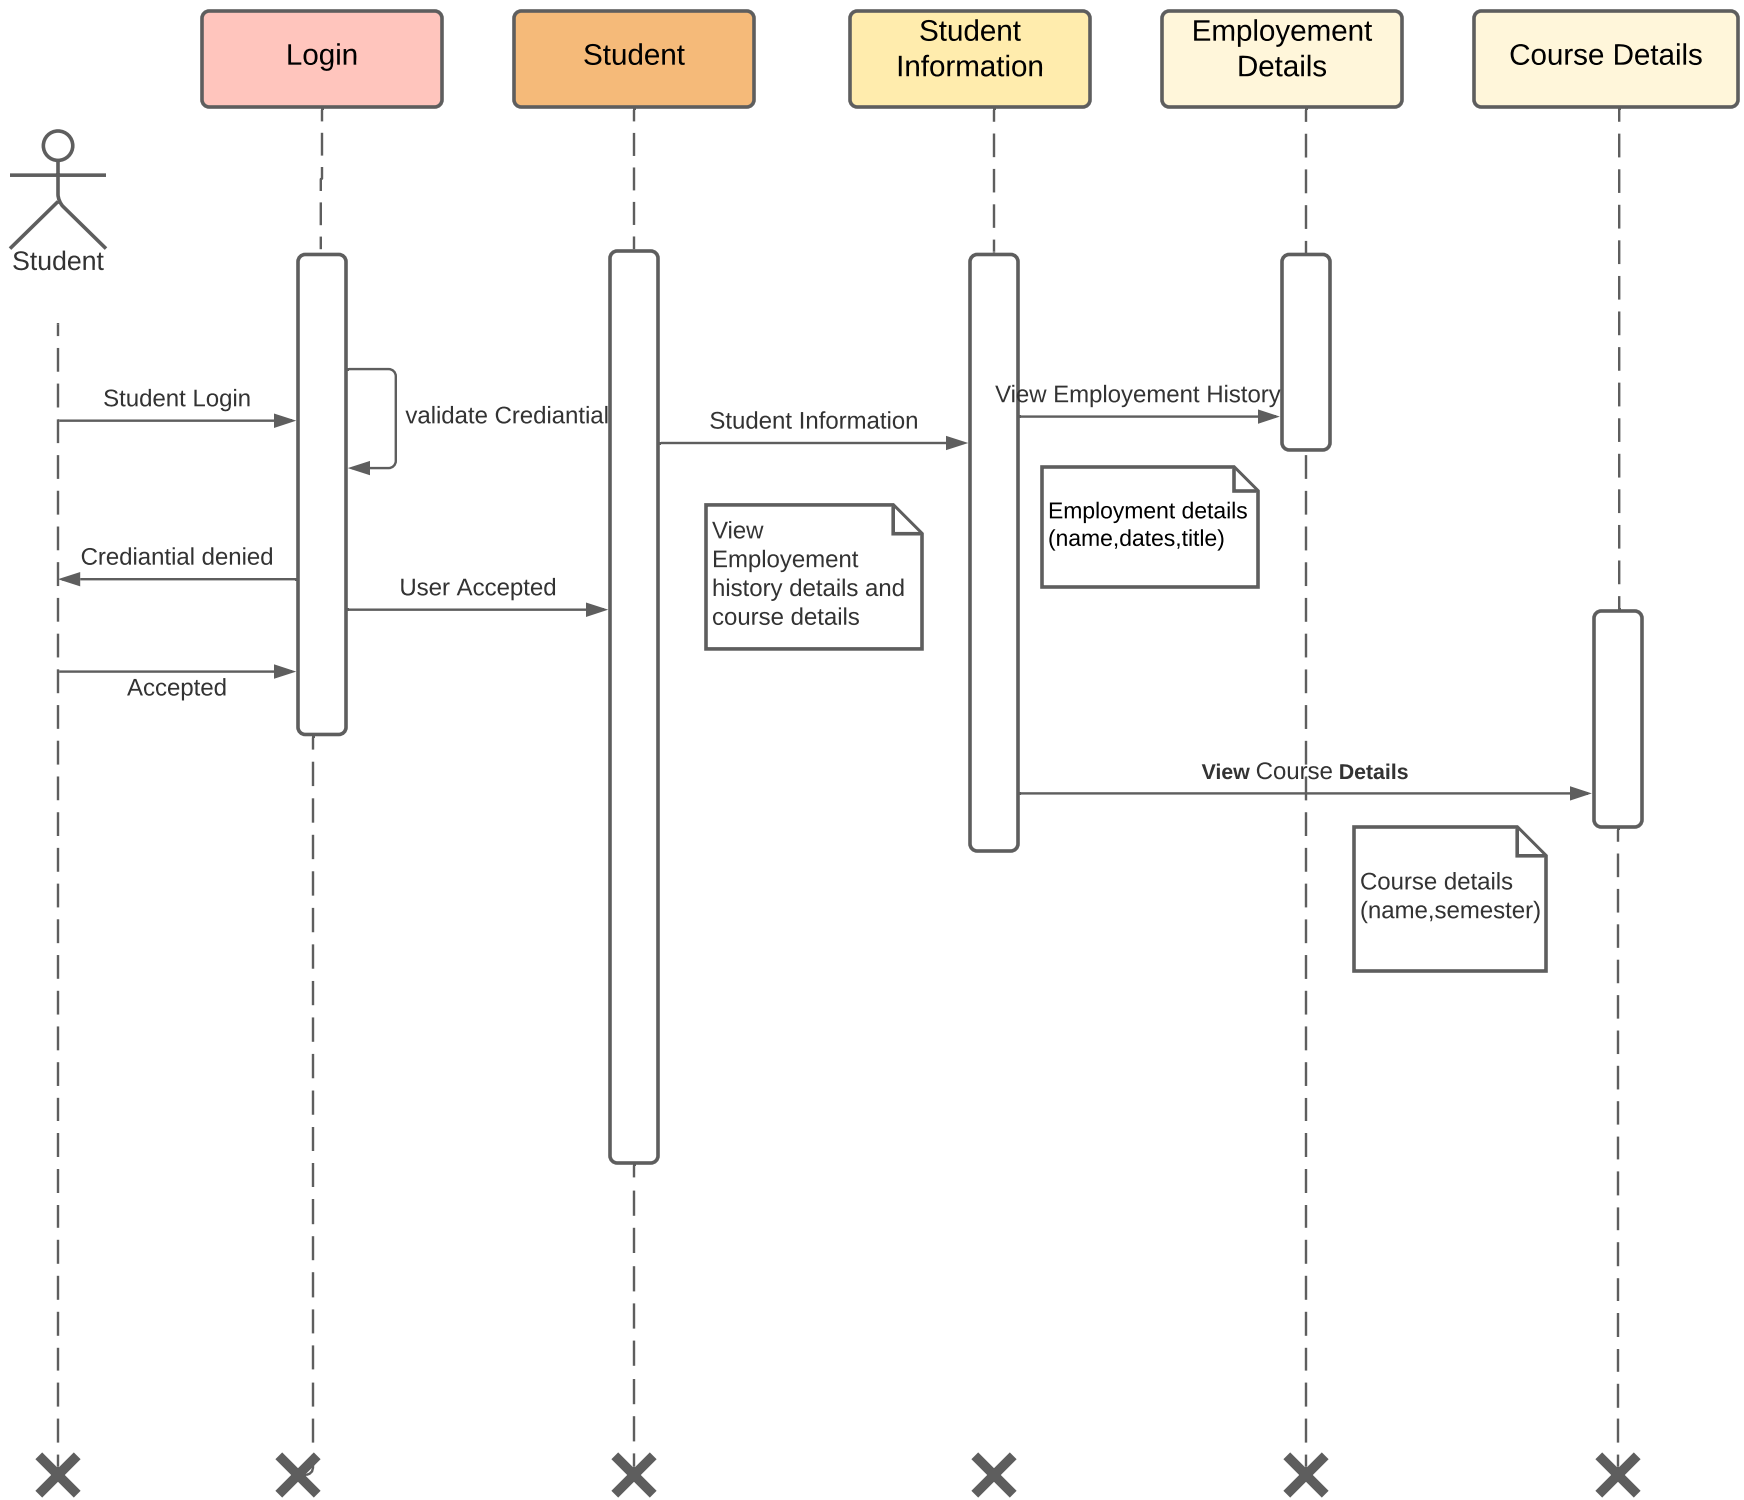 Login
Student
Student
Information
Employement
Details
Course Details
Student
Student Login
validate Crediantial
Student Information
View Employement History
Employment details
(name,dates,title)
View
Employement
history details and
course details
Crediantial denied
User Accepted
Accepted
View Course Details
Course details
(name,semester)